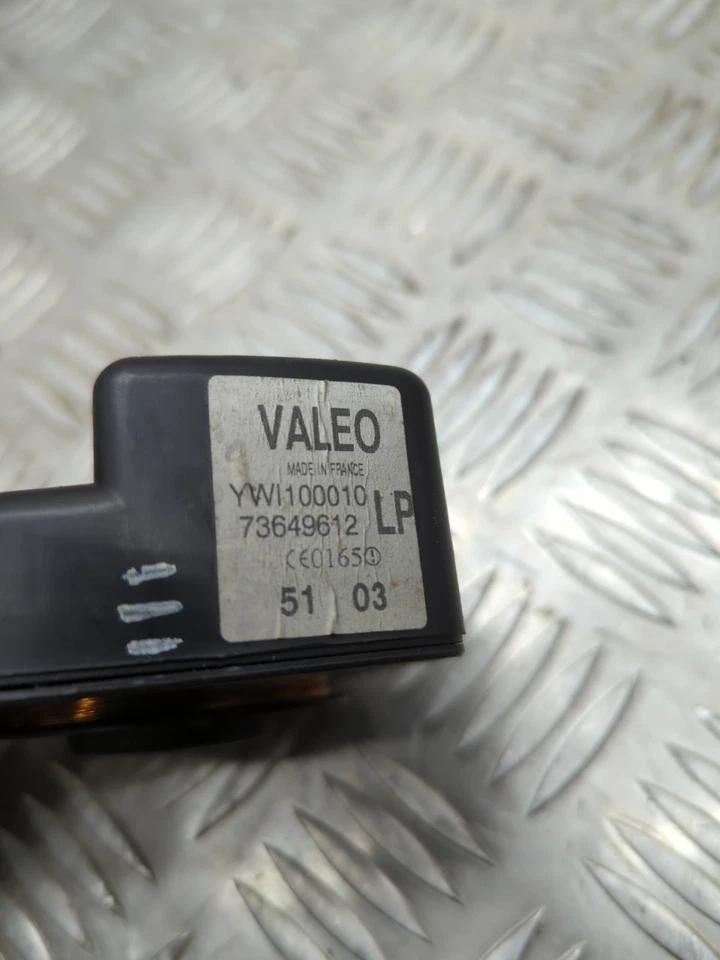 VALEO
MADE IN FRANCE
YWI100010
73649612 LP
CE0165!
51 03